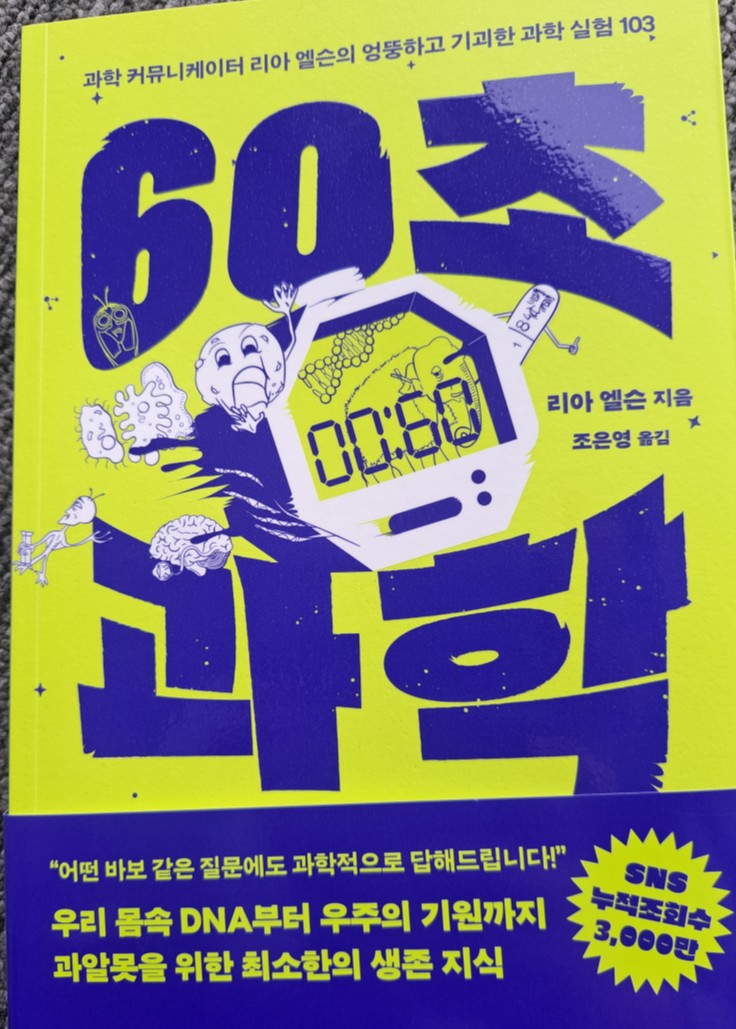 과학 커뮤니케이터 리아 엘슨의 엉뚱하고 기괴한 과학 실험 103
60초
00:60
리아 엘슨 지음
조은영 옮김
과학
“어떤 바보 같은 질문에도 과학적으로 답해드립니다!”
우리 몸속 DNA부터 우주의 기원까지
과알못을 위한 최소한의 생존 지식
SNS
누적조회수
3,000만